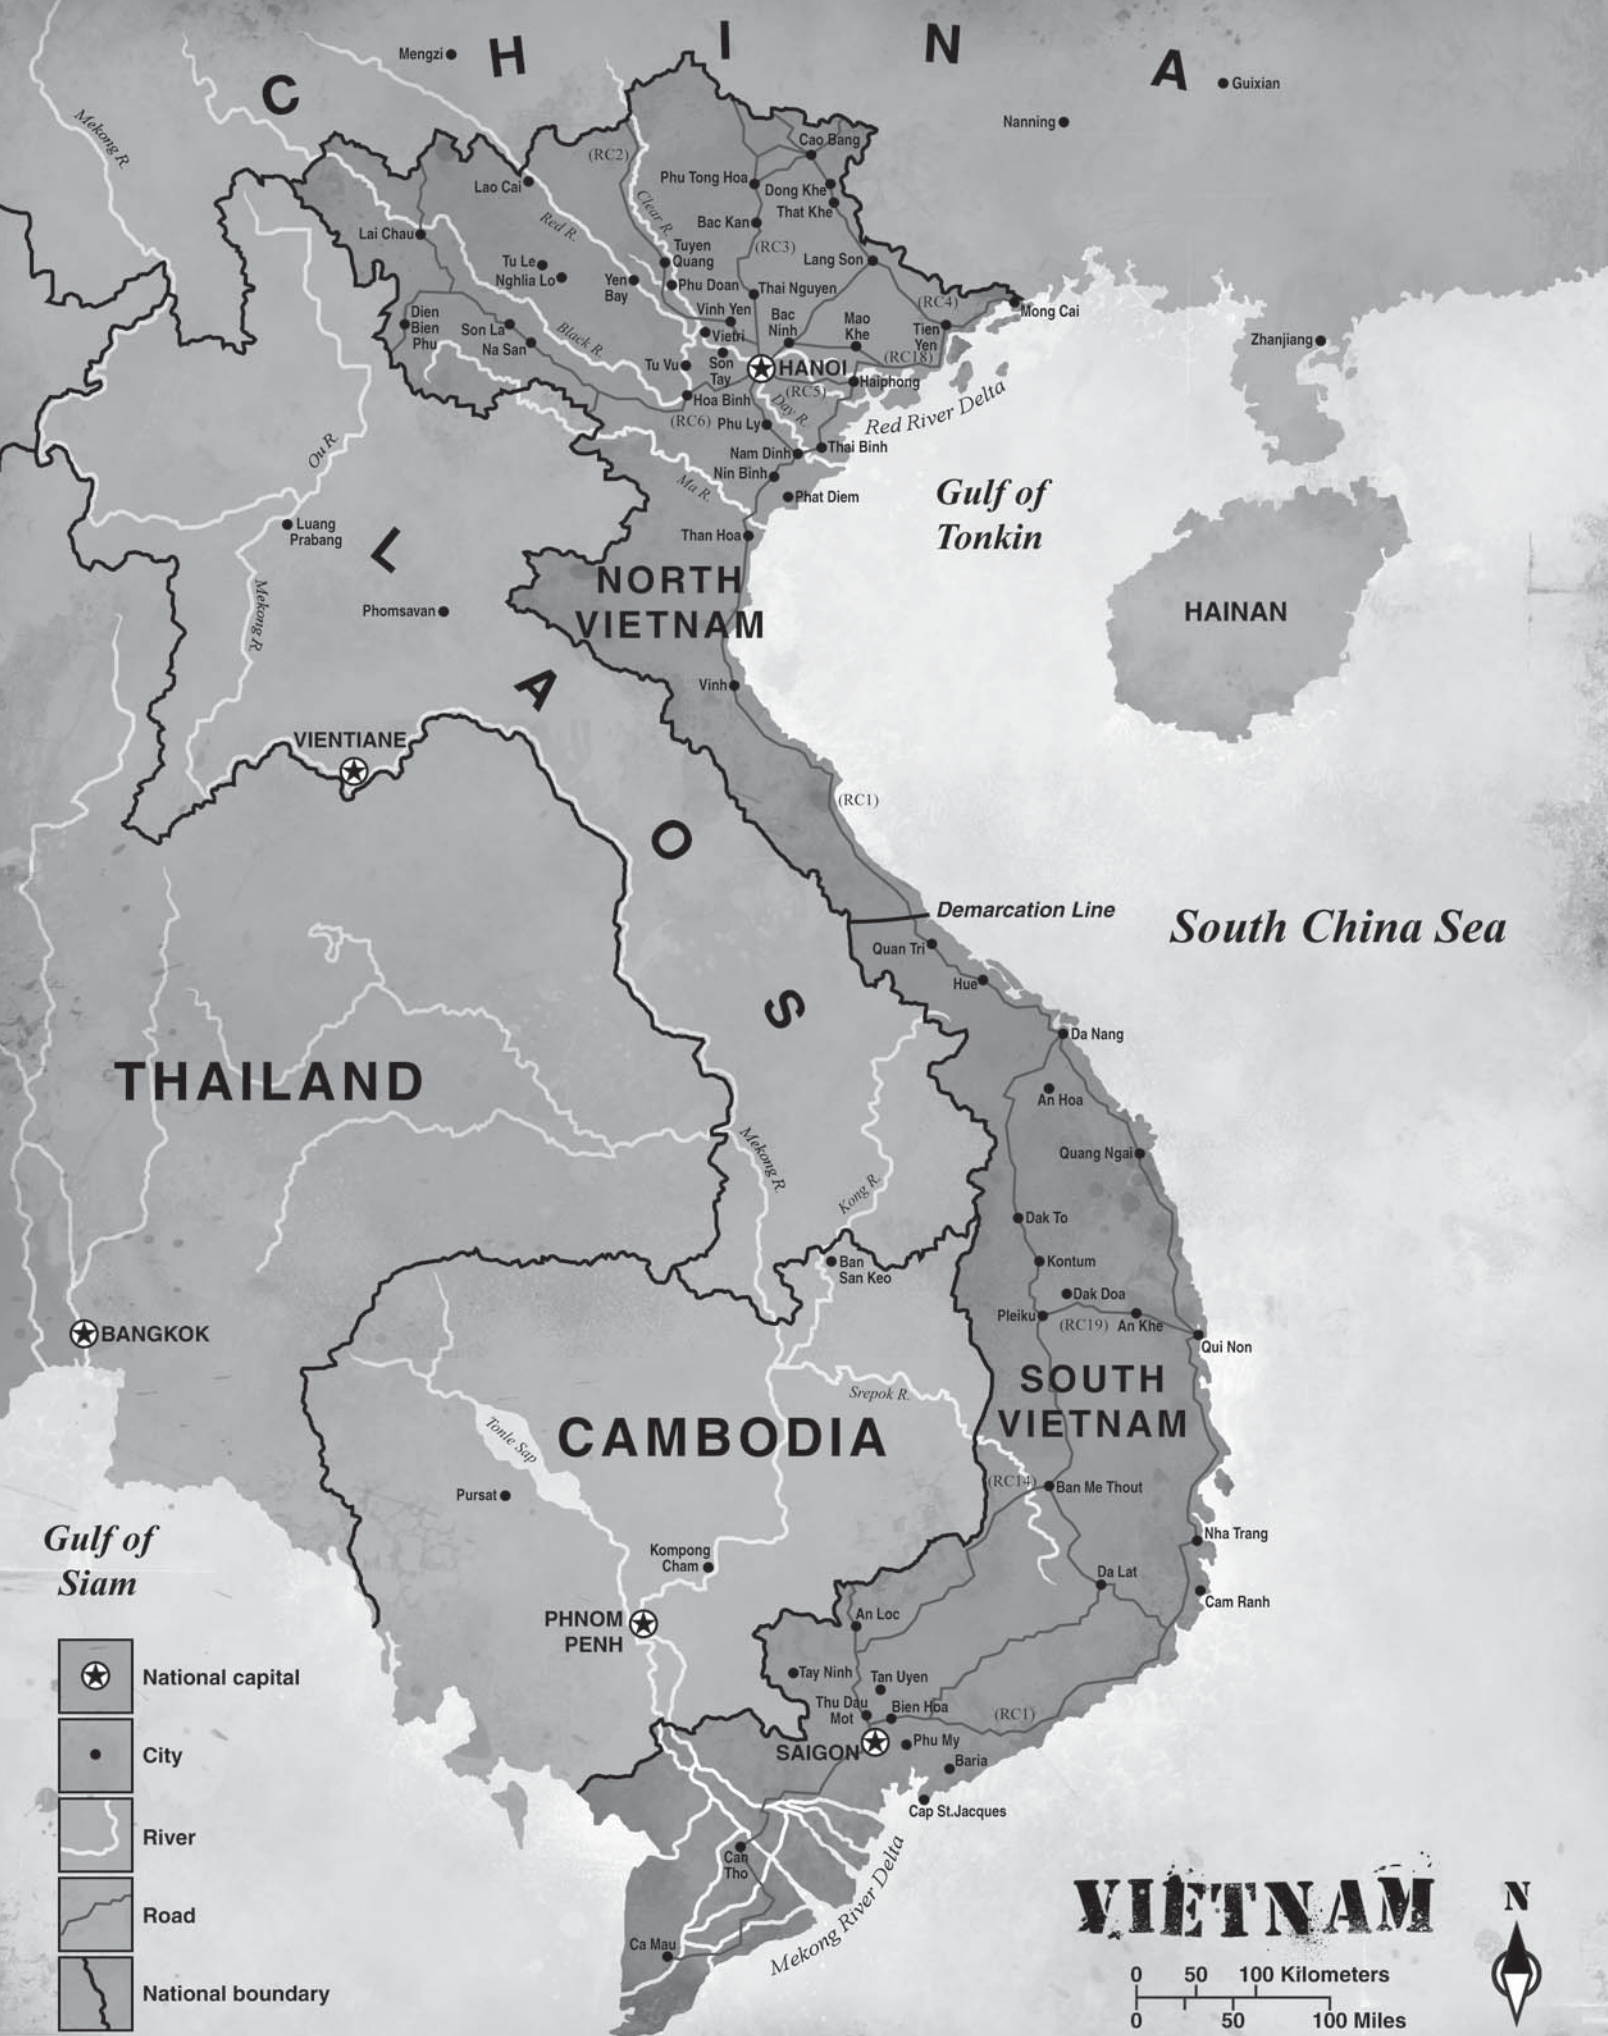 C H I N A
Mengzi
Guixian
Nanning
Mekong R.
Cao Bang
(RC2)
Phu Tong Hoa
Dong Khe
Lao Cai
That Khe
Clear R.
Red R.
Bac Kan
Lai Chau
(RC3)
Tuyen
Quang
Lang Son
Tu Le
Nghlia Lo
Yen
Bay
Phu Doan
Thai Nguyen
(RC4)
Mong Cai
Dien
Bien
Phu
Son La
Na San
Black R.
Vinh Yen
Vietri
Bac
Ninh
Mao
Khe
Tien
Yen
Zhanjiang
(RC18)
Tu Vu
Son
Tay
HANOI
Haiphong
(RC5)
Hoa Binh
Day R.
Red River Delta
(RC6)
Phu Ly
Nam Dinh
Thai Binh
Ou R.
Nin Binh
Ma R.
Phat Diem
Gulf of
Tonkin
Luang
Prabang
Than Hoa
L A O S
NORTH
VIETNAM
HAINAN
Phomsavan
Mekong R.
Vinh
VIENTIANE
(RC1)
Demarcation Line
South China Sea
Quan Tri
Hue
Da Nang
THAILAND
An Hoa
Mekong R.
Quang Ngai
Kong R.
Dak To
Ban
San Keo
Kontum
Dak Doa
Pleiku
(RC19)
An Khe
BANGKOK
Qui Non
SOUTH
VIETNAM
Srepok R.
CAMBODIA
Tonle Sap
(RC14)
Ban Me Thout
Pursat
Gulf of
Siam
Nha Trang
Kompong
Cham
Da Lat
Cam Ranh
PHNOM
PENH
An Loc
Tay Ninh
Tan Uyen
Thu Dau
Mot
Bien Hoa
(RC1)
SAIGON
Phu My
Baria
Cap St.Jacques
Can
Tho
Mekong River Delta
Ca Mau
National capital
City
River
Road
National boundary
VIETNAM
N
0 50 100 Kilometers
0 50 100 Miles